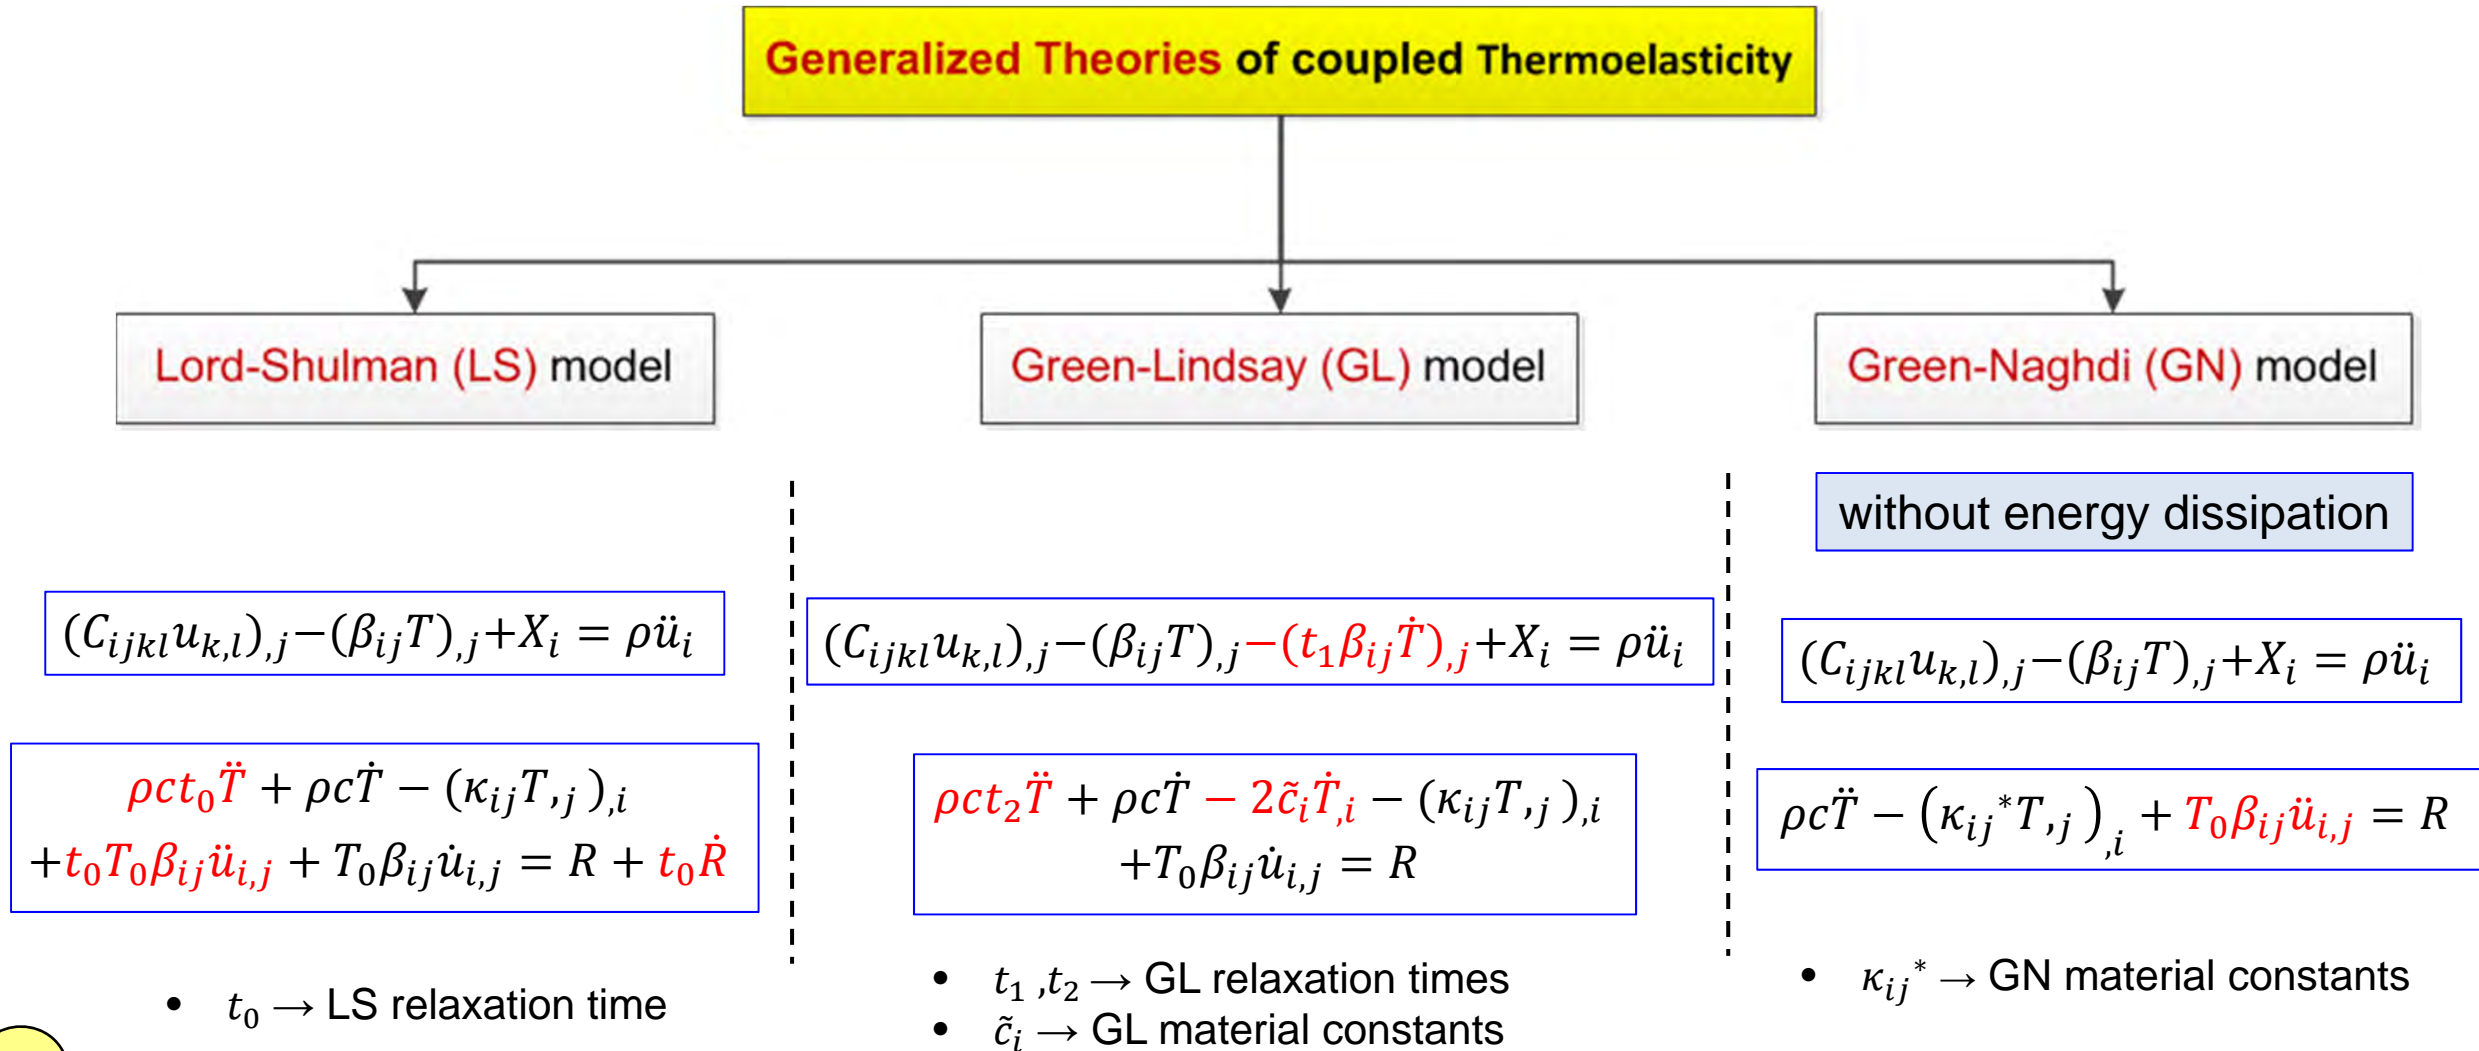 Generalized Theories of coupled Thermoelasticity
Lord-Shulman (LS) model
Green-Lindsay (GL) model
Green-Naghdi (GN) model
without energy dissipation
(C_{ijkl}u_{k,l})_{,j}−(β_{ij}T)_{,j}+X_i = ρü_i
ρct_0T̈ + ρcṪ − (κ_{ij}T,_j)_{,i}
+t_0T_0β_{ij}ü_{i,j} + T_0β_{ij}u̇_{i,j} = R + t_0Ṙ
• t_0 → LS relaxation time
(C_{ijkl}u_{k,l})_{,j}−(β_{ij}T)_{,j}−(t_1β_{ij}Ṫ)_{,j}+X_i = ρü_i
ρct_2T̈ + ρcṪ − 2c̃_iṪ_{,i} − (κ_{ij}T,_j)_{,i}
+T_0β_{ij}u̇_{i,j} = R
• t_1 ,t_2 → GL relaxation times
• c̃_i → GL material constants
(C_{ijkl}u_{k,l})_{,j}−(β_{ij}T)_{,j}+X_i = ρü_i
ρcT̈ − (κ_{ij}^*T,_j)_{,i} + T_0β_{ij}ü_{i,j} = R
• κ_{ij}^* → GN material constants